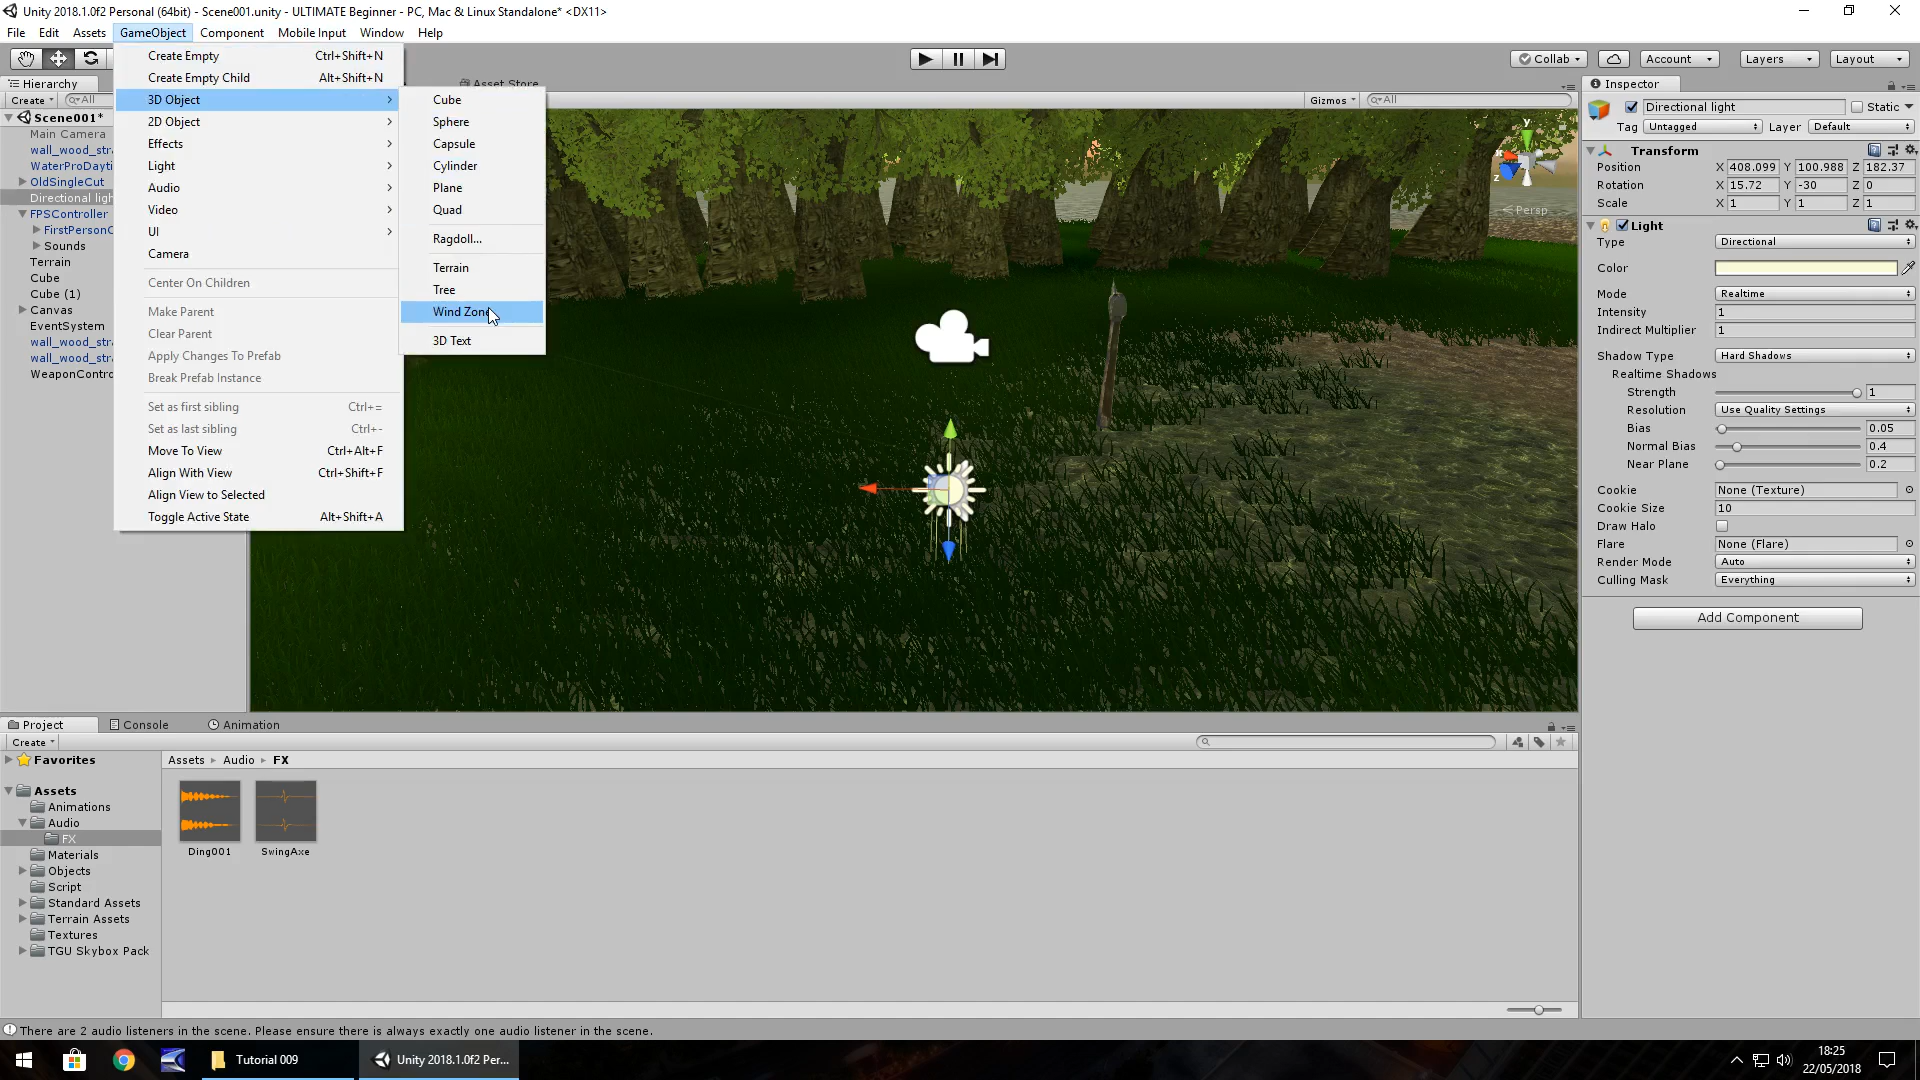 Unity 2018.1.0f2 Personal (64bit) - Scene001.unity - ULTIMATE Beginner - PC, Mac & Linux Standalone* <DX11>
File Edit Assets GameObject Component Mobile Input Window Help
Collab Account Layers Layout
Hierarchy
Create All
Scene001*
Main Camera
wall_wood_str
WaterProDayti
OldSingleCut
Directional ligh
FPSController
FirstPersonC
Sounds
Terrain
Cube
Cube (1)
Canvas
EventSystem
wall_wood_str
wall_wood_str
WeaponContro
Create Empty Ctrl+Shift+N
Create Empty Child Alt+Shift+N
3D Object
2D Object
Effects
Light
Audio
Video
UI
Camera
Center On Children
Make Parent
Clear Parent
Apply Changes To Prefab
Break Prefab Instance
Set as first sibling Ctrl+=
Set as last sibling Ctrl+-
Move To View Ctrl+Alt+F
Align With View Ctrl+Shift+F
Align View to Selected
Toggle Active State Alt+Shift+A
Cube
Sphere
Capsule
Cylinder
Plane
Quad
Ragdoll...
Terrain
Tree
Wind Zone
3D Text
Asset Store
Gizmos All
y
z
Persp
Inspector
Directional light Static
Tag Untagged Layer Default
Transform
Position X 408.099 Y 100.988 Z 182.37
Rotation X 15.72 Y -30 Z 0
Scale X 1 Y 1 Z 1
Light
Type Directional
Color
Mode Realtime
Intensity 1
Indirect Multiplier 1
Shadow Type Hard Shadows
Realtime Shadows
Strength 1
Resolution Use Quality Settings
Bias 0.05
Normal Bias 0.4
Near Plane 0.2
Cookie None (Texture)
Cookie Size 10
Draw Halo
Flare None (Flare)
Render Mode Auto
Culling Mask Everything
Add Component
Project Console Animation
Create
Favorites
Assets
Animations
Audio
FX
Materials
Objects
Script
Standard Assets
Terrain Assets
Textures
TGU Skybox Pack
Assets Audio FX
Ding001 SwingAxe
There are 2 audio listeners in the scene. Please ensure there is always exactly one audio listener in the scene.
Tutorial 009
Unity 2018.1.0f2 Per...
18:25
22/05/2018